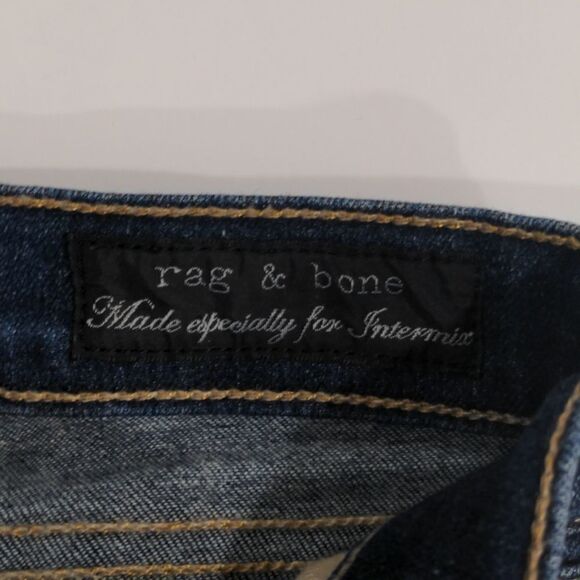 rag & bone
Made especially for Intermix